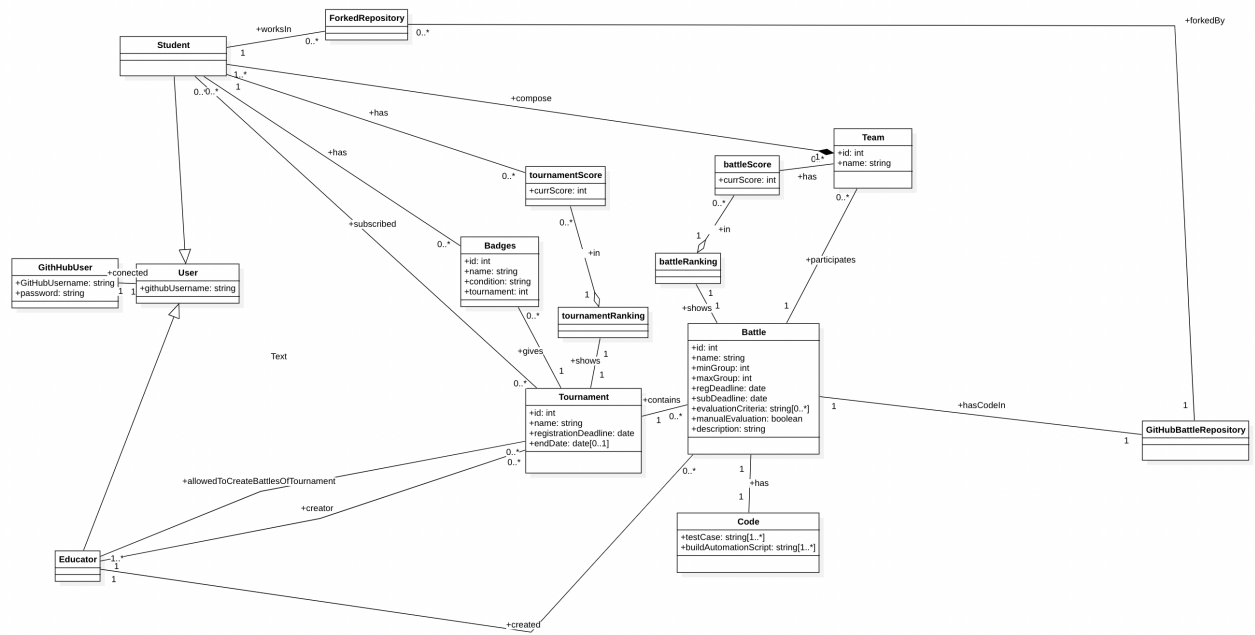 ForkedRepository
+forkedBy
+worksIn
0..*
0..*
Student
1
1..*
1
0..*
0..*
+compose
+has
Team
+id: int
+name: string
0..*
1
battleScore
+currScore: int
+has
+has
tournamentScore
+currScore: int
0..*
0..*
0..*
0..*
+subscribed
+in
1
Badges
+id: int
+name: string
+condition: string
+tournament: int
0..*
0..*
+in
1
battleRanking
+participates
GithHubUser
+GitHubUsername: string
+password: string
+conected
1
1
User
+githubUsername: string
tournamentRanking
+shows
1
1
1
Battle
+id: int
+name: string
+minGroup: int
+maxGroup: int
+regDeadline: date
+subDeadline: date
+evaluationCriteria: string[0..*]
+manualEvaluation: boolean
+description: string
Text
+gives
1
+shows
1
1
0..*
Tournament
+id: int
+name: string
+registrationDeadline: date
+endDate: date[0..1]
+contains
1
0..*
1
+hasCodeIn
1
1
GitHubBattleRepository
0..*
0..*
0..*
1
+allowedToCreateBattlesOfTournament
+has
1
+creator
Code
+testCase: string[1..*]
+buildAutomationScript: string[1..*]
Educator
1..*
1
1
+created